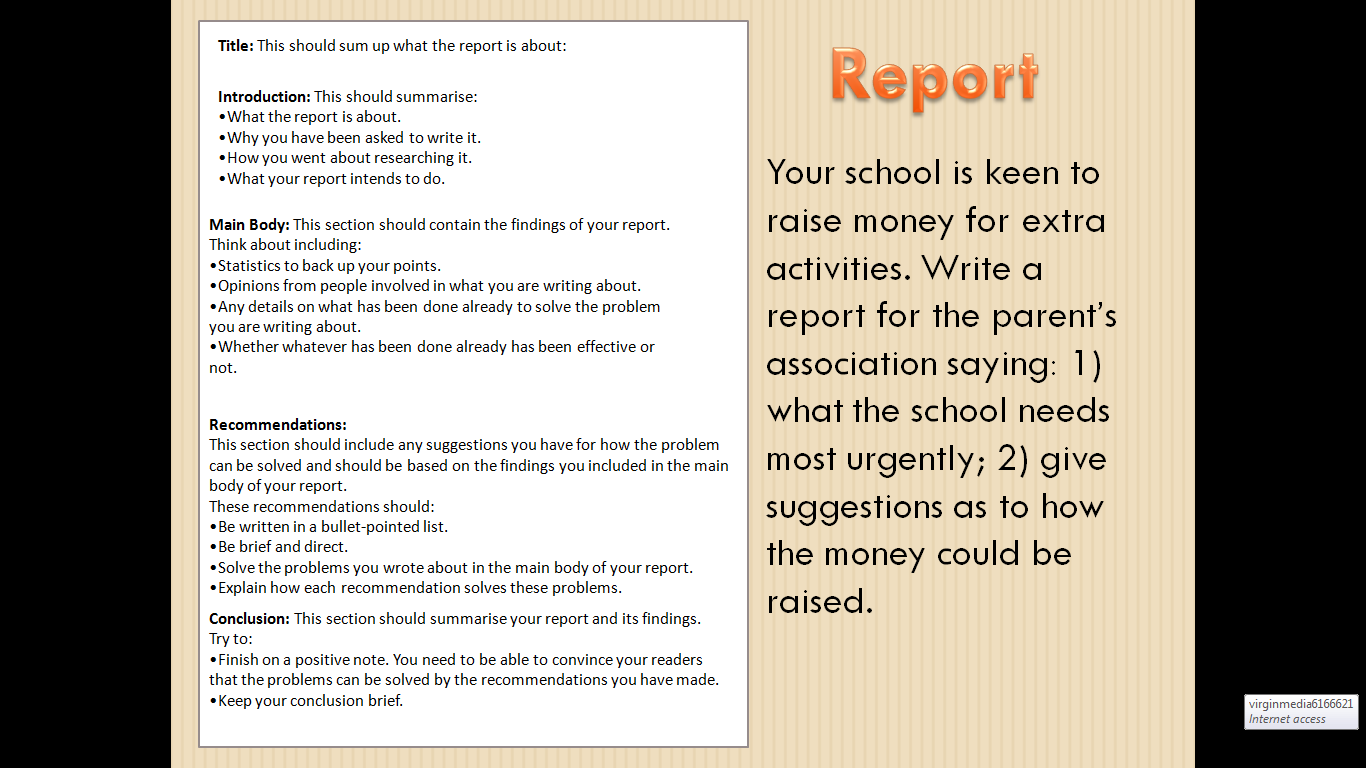 Title: This should sum up what the report is about:
Introduction: This should summarise:
•What the report is about.
•Why you have been asked to write it.
•How you went about researching it.
•What your report intends to do.
Main Body: This section should contain the findings of your report.
Think about including:
•Statistics to back up your points.
•Opinions from people involved in what you are writing about.
•Any details on what has been done already to solve the problem
you are writing about.
•Whether whatever has been done already has been effective or
not.
Recommendations:
This section should include any suggestions you have for how the problem
can be solved and should be based on the findings you included in the main
body of your report.
These recommendations should:
•Be written in a bullet-pointed list.
•Be brief and direct.
•Solve the problems you wrote about in the main body of your report.
•Explain how each recommendation solves these problems.
Conclusion: This section should summarise your report and its findings.
Try to:
•Finish on a positive note. You need to be able to convince your readers
that the problems can be solved by the recommendations you have made.
•Keep your conclusion brief.
Report
Your school is keen to
raise money for extra
activities. Write a
report for the parent’s
association saying: 1)
what the school needs
most urgently; 2) give
suggestions as to how
the money could be
raised.
virginmedia6166621
Internet access